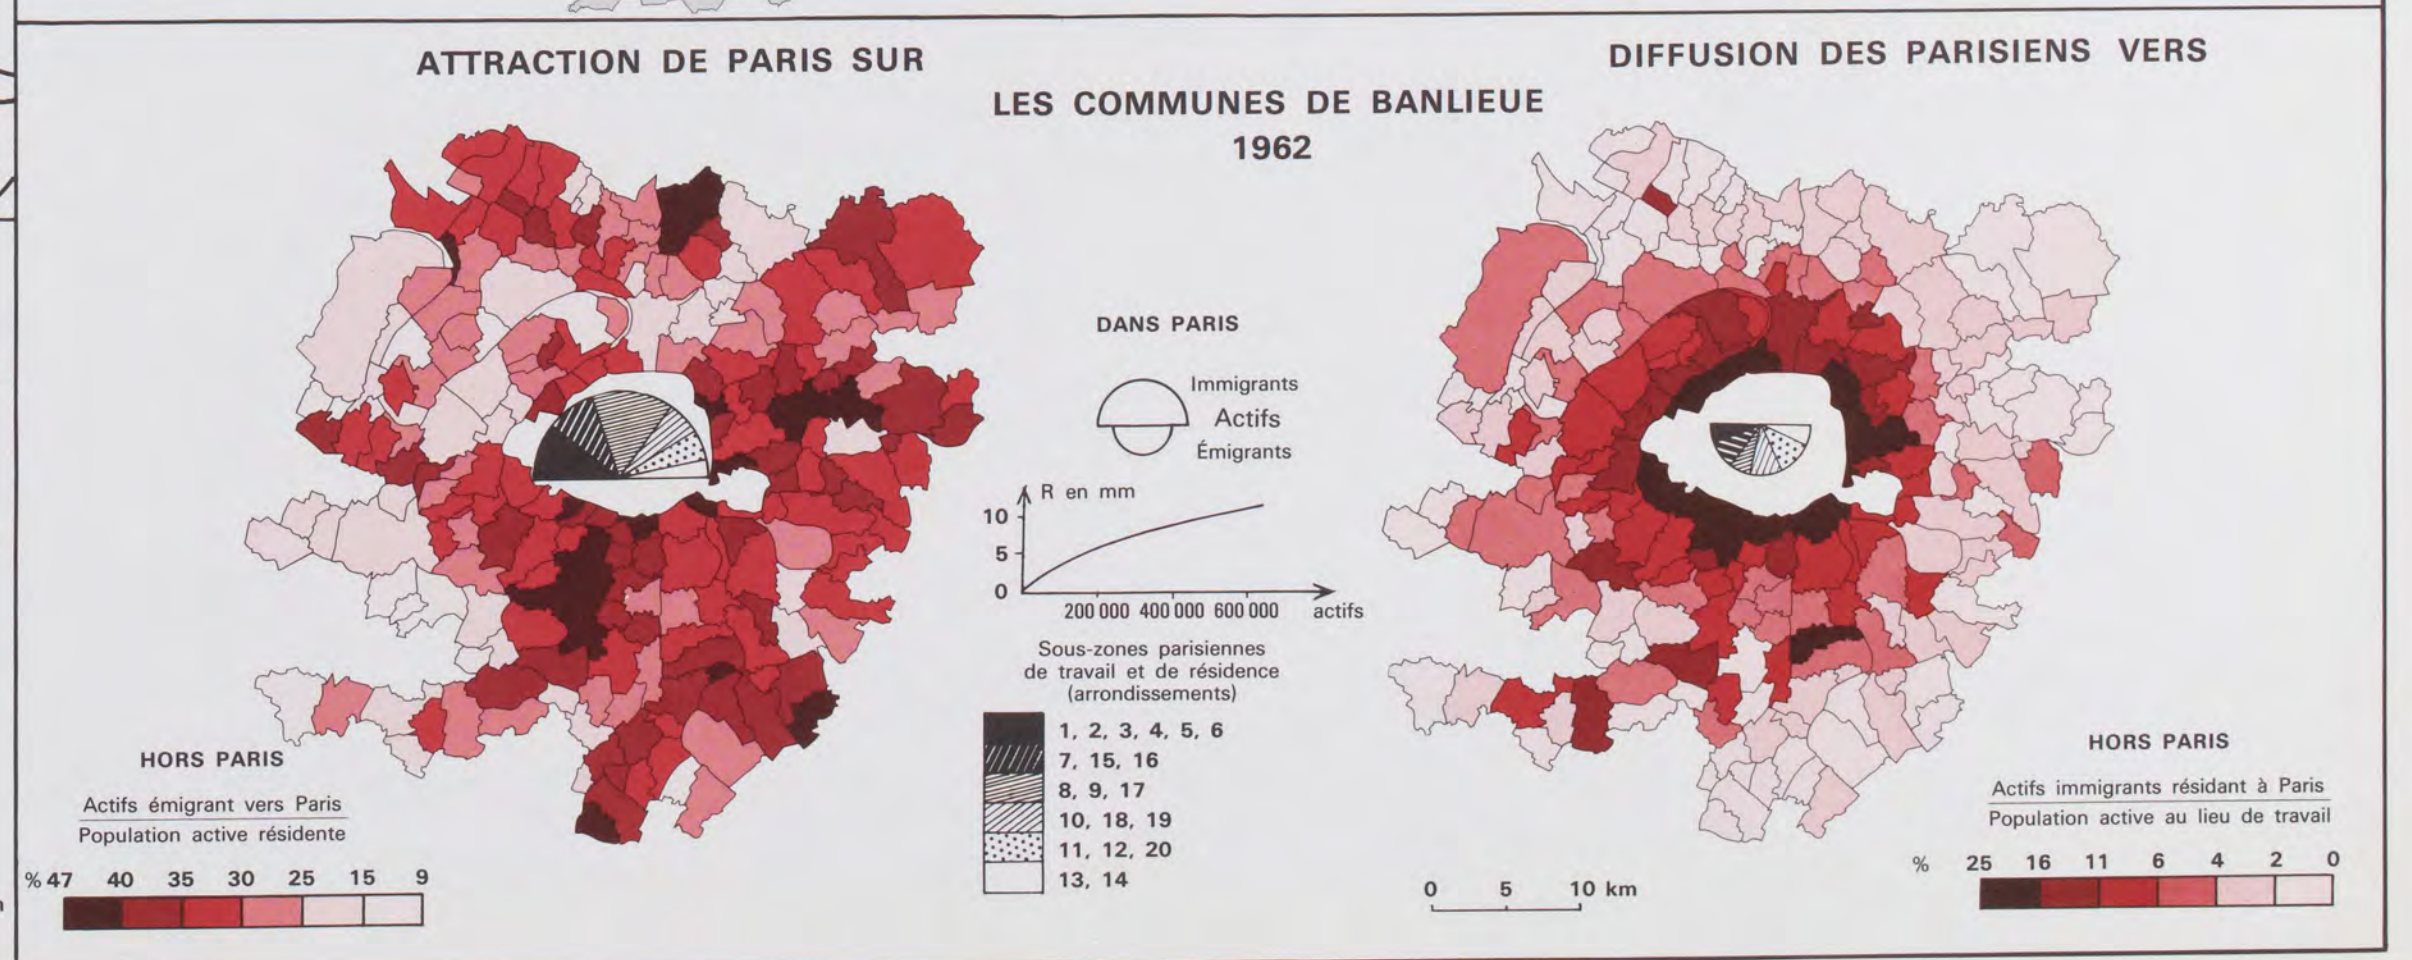 ATTRACTION DE PARIS SUR
DIFFUSION DES PARISIENS VERS
LES COMMUNES DE BANLIEUE
1962
DANS PARIS
Immigrants
Actifs
Émigrants
R en mm
10
5
0
200 000 400 000 600 000 actifs
Sous-zones parisiennes
de travail et de résidence
(arrondissements)
1, 2, 3, 4, 5, 6
7, 15, 16
8, 9, 17
10, 18, 19
11, 12, 20
13, 14
HORS PARIS
Actifs émigrant vers Paris
Population active résidente
% 47 40 35 30 25 15 9
0 5 10 km
HORS PARIS
Actifs immigrants résidant à Paris
Population active au lieu de travail
% 25 16 11 6 4 2 0